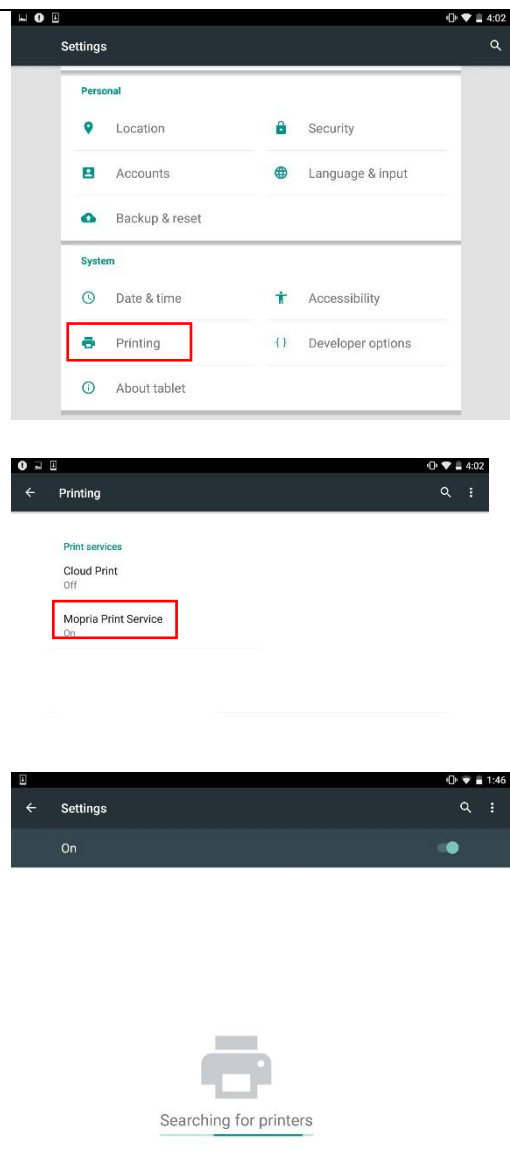 4:02
Settings
Personal
Location
Security
Accounts
Language & input
Backup & reset
System
Date & time
Accessibility
Printing
{ } Developer options
About tablet
4:02
Printing
Print services
Cloud Print
Off
Mopria Print Service
On
1:46
Settings
On
Searching for printers